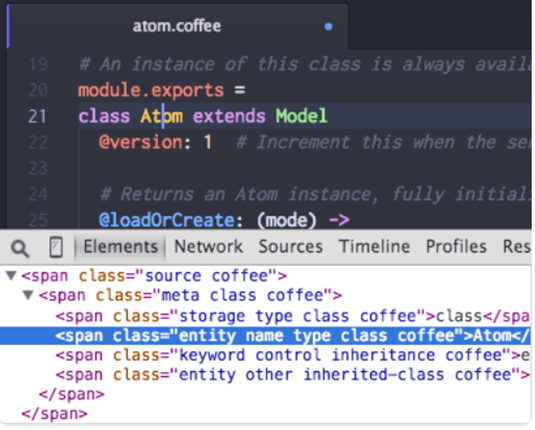 atom.coffee
19 # An instance of this class is always avail
20 module.exports =
21 class Atom extends Model
22 @version: 1 # Increment this when the se
23
24 # Returns an Atom instance, fully initial
25 @loadOrCreate: (mode) ->
Elements Network Sources Timeline Profiles Res
<span class="source coffee">
<span class="meta class coffee">
<span class="storage type class coffee">class</spa
<span class="entity name type class coffee">Atom</
<span class="keyword control inheritance coffee">e
<span class="entity other inherited-class coffee">
</span>
</span>